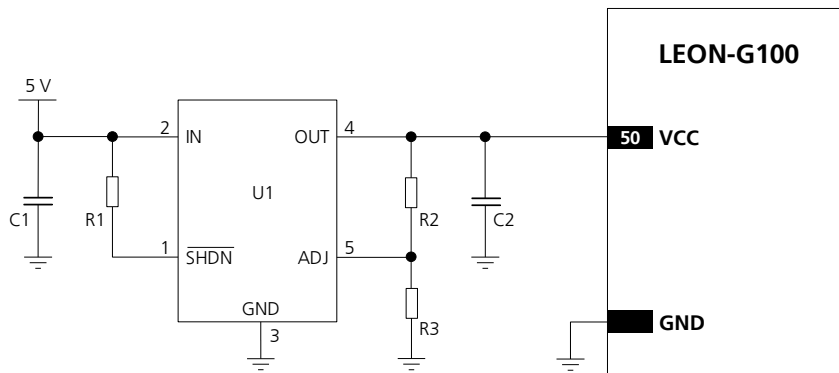 LEON-G100
5 V
2
IN
OUT
4
50
VCC
U1
C1
R1
R2
C2
1
SHDN
ADJ
5
GND
3
R3
GND